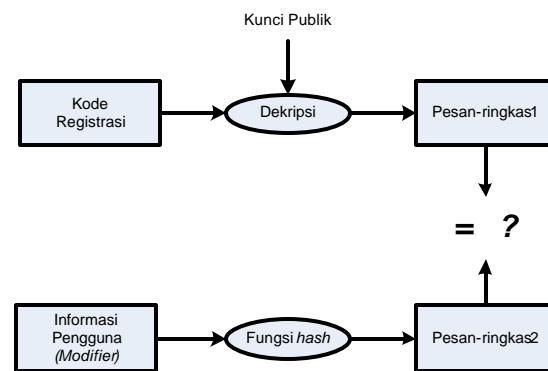 Kunci Publik
Kode
Registrasi
Dekripsi
Pesan-ringkas1
= ?
Informasi
Pengguna
(Modifier)
Fungsi hash
Pesan-ringkas2